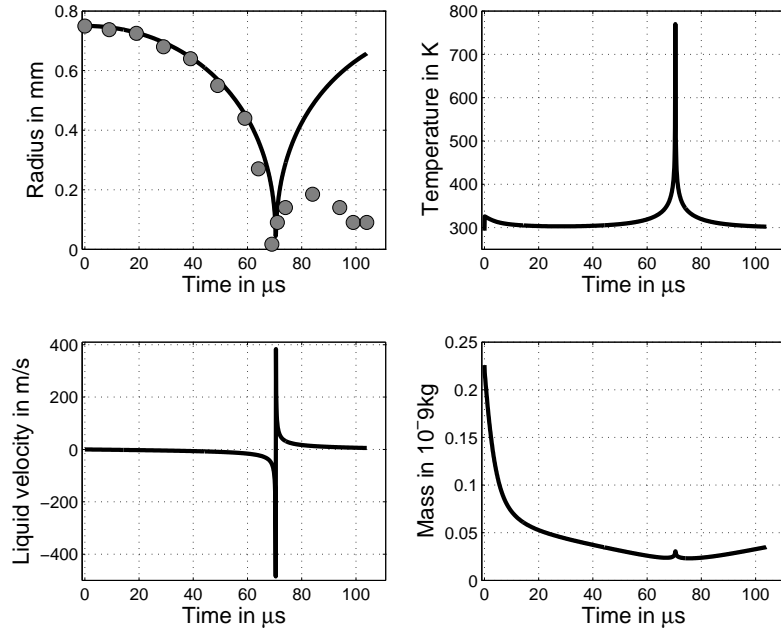 0.8
0.6
0.4
0.2
0
Radius in mm
0 20 40 60 80 100
Time in μs
800
700
600
500
400
300
Temperature in K
0 20 40 60 80 100
Time in μs
400
200
0
−200
−400
Liquid velocity in m/s
0 20 40 60 80 100
Time in μs
0.25
0.2
0.15
0.1
0.05
0
Mass in 10⁻9kg
0 20 40 60 80 100
Time in μs